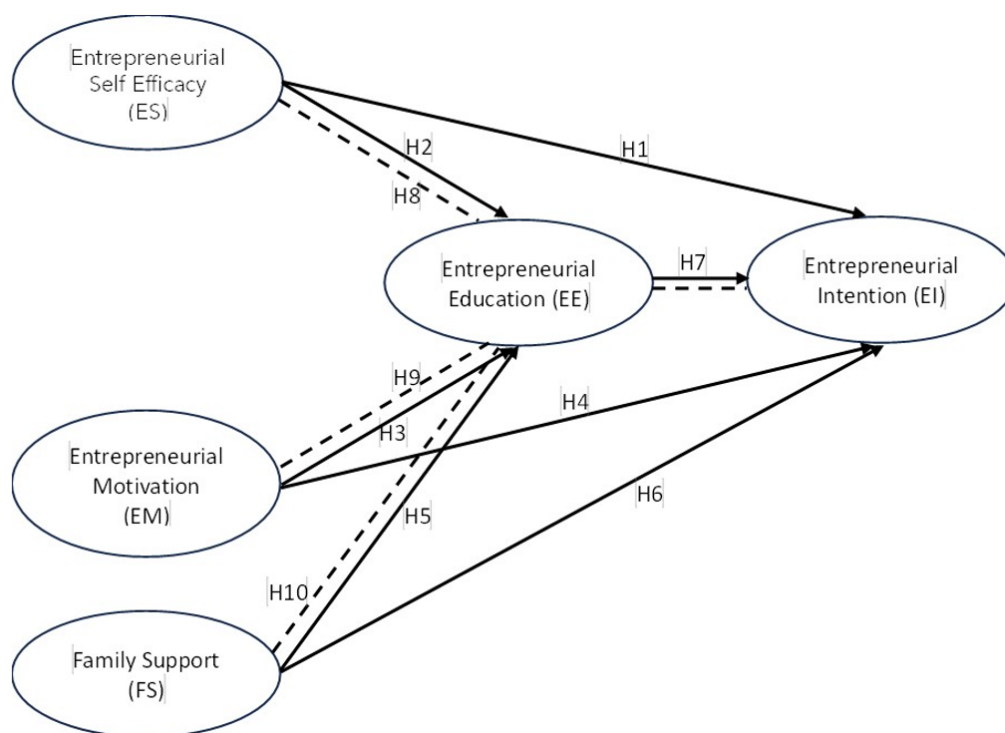 Entrepreneurial
Self Efficacy
(ES)
H2
H1
H8
Entrepreneurial
Education (EE)
H7
Entrepreneurial
Intention (EI)
H9
H3
H4
Entrepreneurial
Motivation
(EM)
H5
H6
H10
Family Support
(FS)